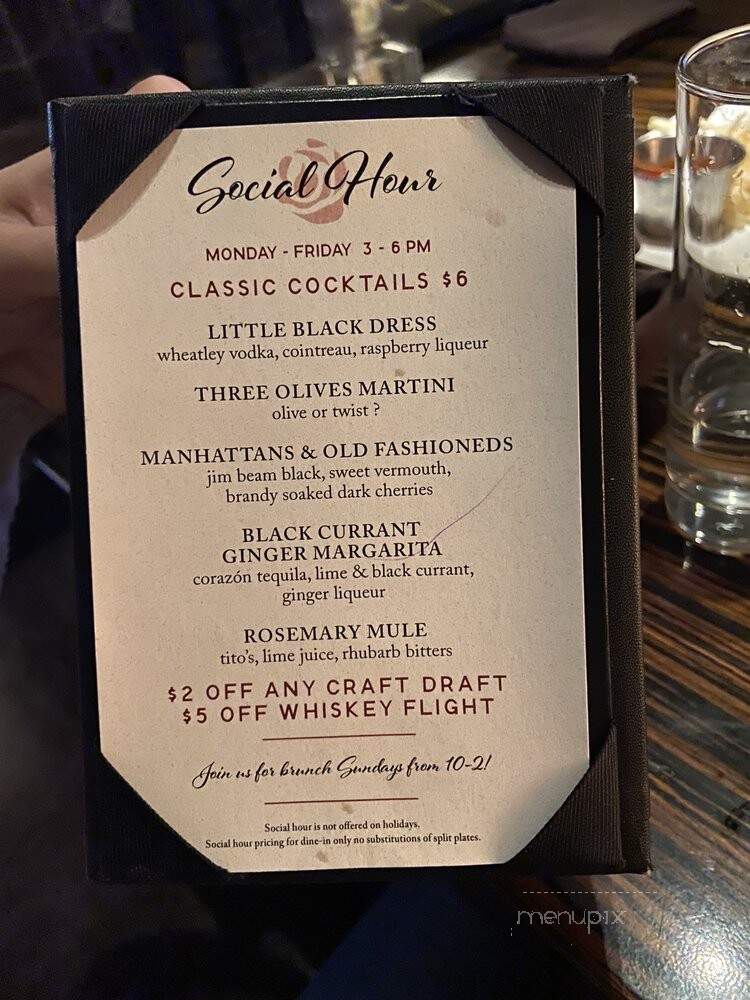 Social Hour
MONDAY - FRIDAY 3 - 6 PM
CLASSIC COCKTAILS $6
LITTLE BLACK DRESS
wheatley vodka, cointreau, raspberry liqueur
THREE OLIVES MARTINI
olive or twist ?
MANHATTANS & OLD FASHIONEDS
jim beam black, sweet vermouth,
brandy soaked dark cherries
BLACK CURRANT
GINGER MARGARITA
corazón tequila, lime & black currant,
ginger liqueur
ROSEMARY MULE
tito's, lime juice, rhubarb bitters
$2 OFF ANY CRAFT DRAFT
$5 OFF WHISKEY FLIGHT
Join us for brunch Sundays from 10-2!
Social hour is not offered on holidays.
Social hour pricing for dine-in only no substitutions of split plates.
menupix